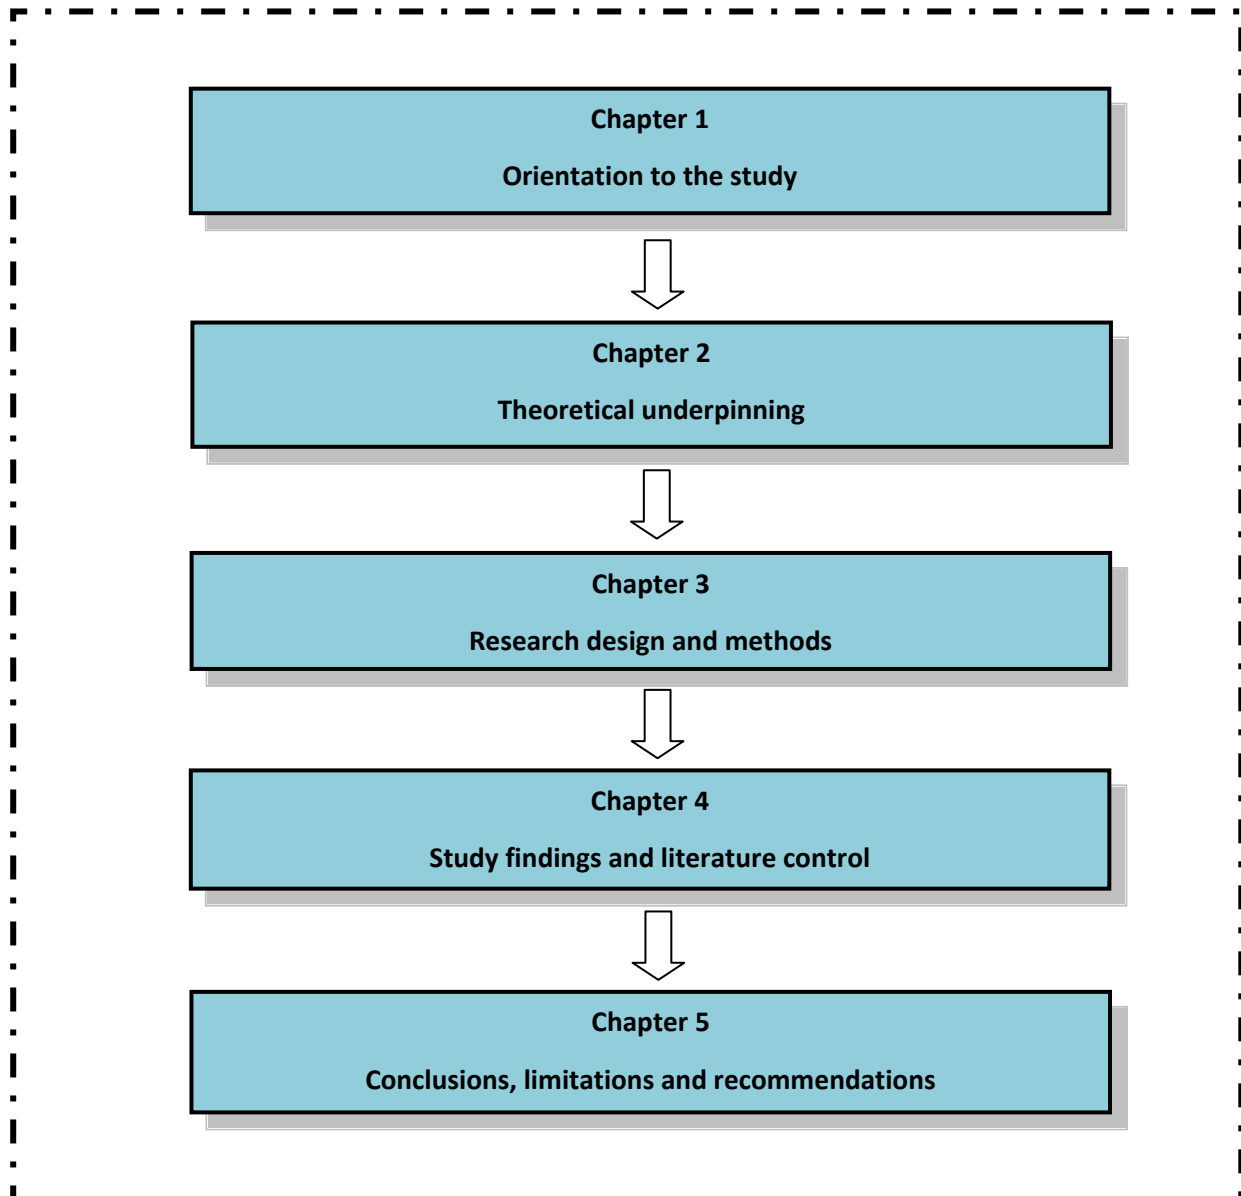 Chapter 1
Orientation to the study
Chapter 2
Theoretical underpinning
Chapter 3
Research design and methods
Chapter 4
Study findings and literature control
Chapter 5
Conclusions, limitations and recommendations